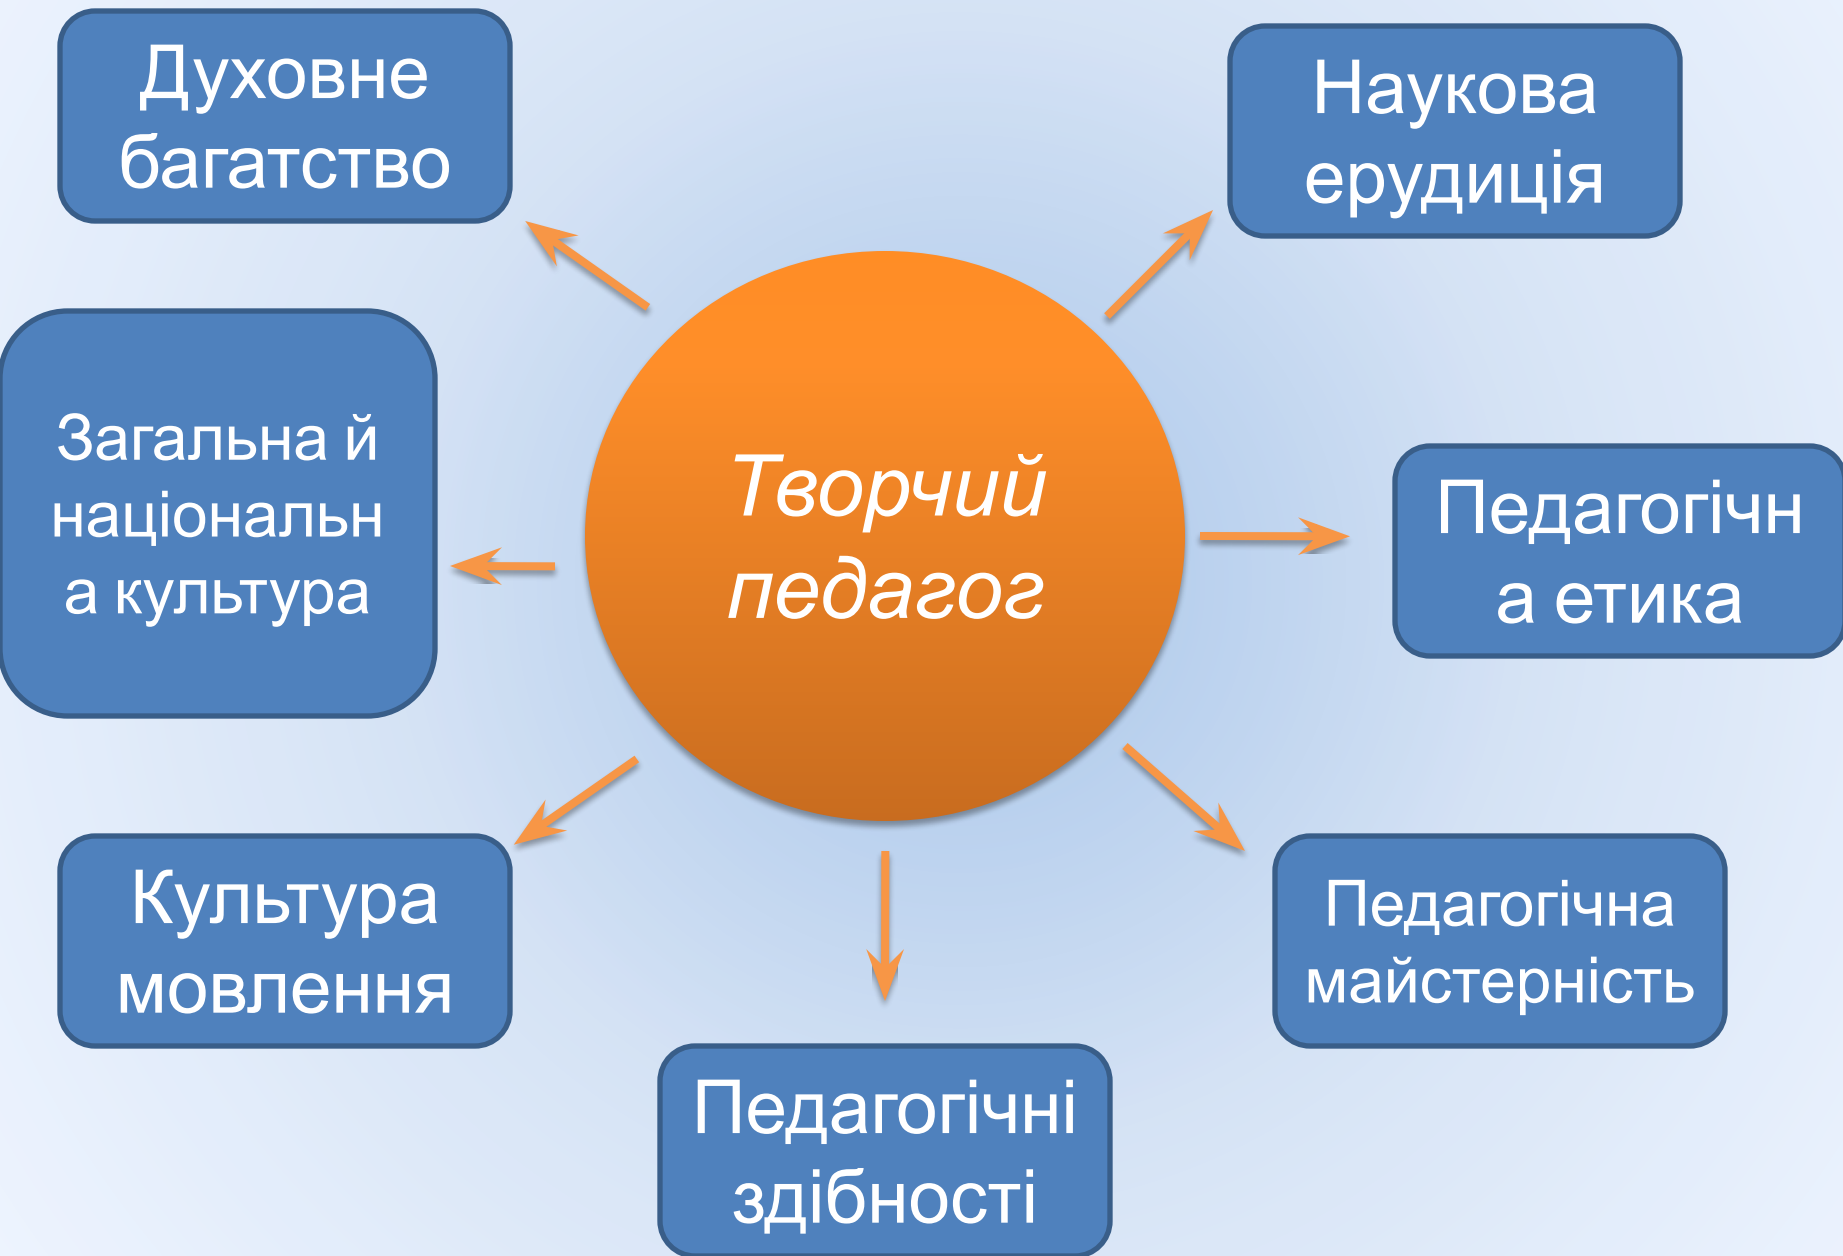 Духовне
багатство
Наукова
ерудиція
Загальна й
національн
а культура
Творчий
педагог
Педагогічн
а етика
Культура
мовлення
Педагогічна
майстерність
Педагогічні
здібності